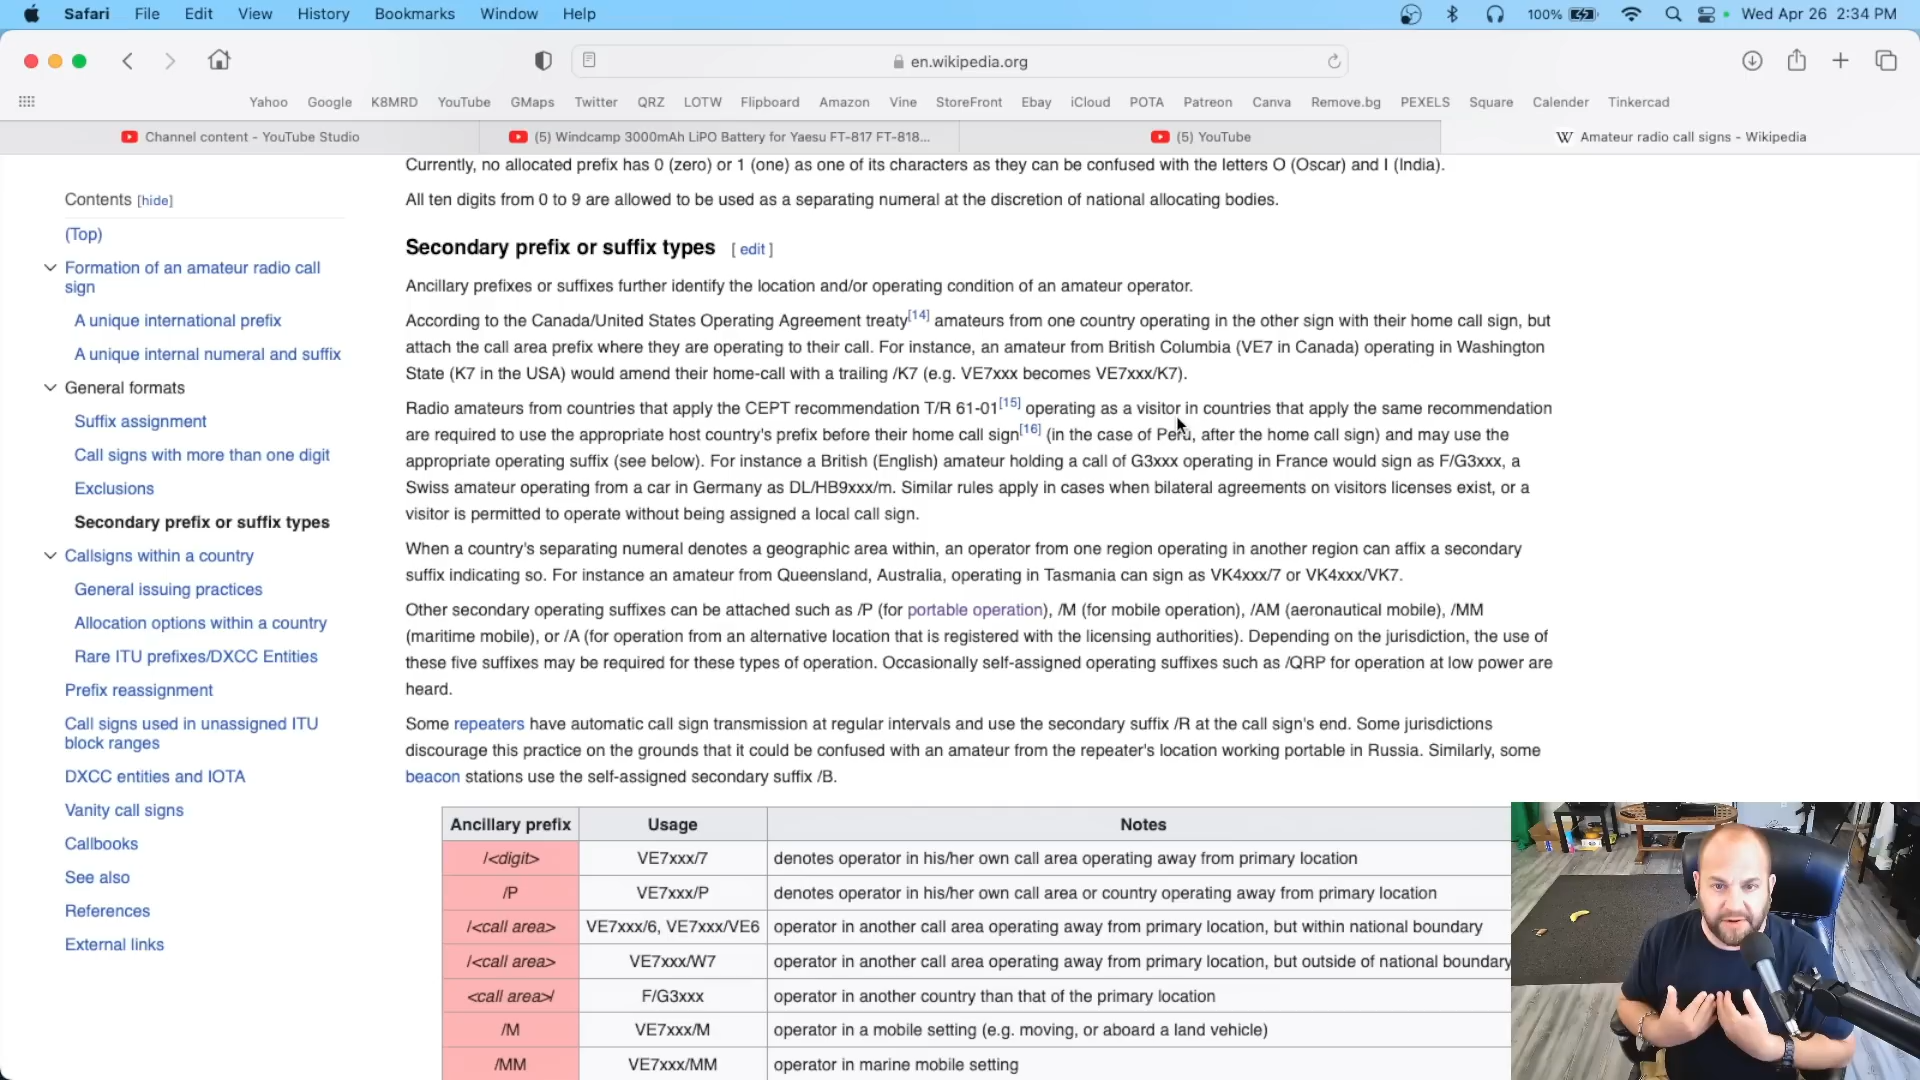 Safari File Edit View History Bookmarks Window Help 100% Wed Apr 26 2:34 PM
en.wikipedia.org
Yahoo Google K8MRD YouTube GMaps Twitter QRZ LOTW Flipboard Amazon Vine StoreFront Ebay iCloud POTA Patreon Canva Remove.bg PEXELS Square Calender Tinkercad
Channel content - YouTube Studio (5) Windcamp 3000mAh LiPO Battery for Yaesu FT-817 FT-818... (5) YouTube W Amateur radio call signs - Wikipedia
Contents [hide]
(Top)
Formation of an amateur radio call
sign
A unique international prefix
A unique internal numeral and suffix
General formats
Suffix assignment
Call signs with more than one digit
Exclusions
Secondary prefix or suffix types
Callsigns within a country
General issuing practices
Allocation options within a country
Rare ITU prefixes/DXCC Entities
Prefix reassignment
Call signs used in unassigned ITU
block ranges
DXCC entities and IOTA
Vanity call signs
Callbooks
See also
References
External links
Currently, no allocated prefix has 0 (zero) or 1 (one) as one of its characters as they can be confused with the letters O (Oscar) and I (India).
All ten digits from 0 to 9 are allowed to be used as a separating numeral at the discretion of national allocating bodies.
Secondary prefix or suffix types [ edit ]
Ancillary prefixes or suffixes further identify the location and/or operating condition of an amateur operator.
According to the Canada/United States Operating Agreement treaty[14] amateurs from one country operating in the other sign with their home call sign, but
attach the call area prefix where they are operating to their call. For instance, an amateur from British Columbia (VE7 in Canada) operating in Washington
State (K7 in the USA) would amend their home-call with a trailing /K7 (e.g. VE7xxx becomes VE7xxx/K7).
Radio amateurs from countries that apply the CEPT recommendation T/R 61-01[15] operating as a visitor in countries that apply the same recommendation
are required to use the appropriate host country's prefix before their home call sign[16] (in the case of Peru, after the home call sign) and may use the
appropriate operating suffix (see below). For instance a British (English) amateur holding a call of G3xxx operating in France would sign as F/G3xxx, a
Swiss amateur operating from a car in Germany as DL/HB9xxx/m. Similar rules apply in cases when bilateral agreements on visitors licenses exist, or a
visitor is permitted to operate without being assigned a local call sign.
When a country's separating numeral denotes a geographic area within, an operator from one region operating in another region can affix a secondary
suffix indicating so. For instance an amateur from Queensland, Australia, operating in Tasmania can sign as VK4xxx/7 or VK4xxx/VK7.
Other secondary operating suffixes can be attached such as /P (for portable operation), /M (for mobile operation), /AM (aeronautical mobile), /MM
(maritime mobile), or /A (for operation from an alternative location that is registered with the licensing authorities). Depending on the jurisdiction, the use of
these five suffixes may be required for these types of operation. Occasionally self-assigned operating suffixes such as /QRP for operation at low power are
heard.
Some repeaters have automatic call sign transmission at regular intervals and use the secondary suffix /R at the call sign's end. Some jurisdictions
discourage this practice on the grounds that it could be confused with an amateur from the repeater's location working portable in Russia. Similarly, some
beacon stations use the self-assigned secondary suffix /B.
Ancillary prefix Usage Notes
/<digit> VE7xxx/7 denotes operator in his/her own call area operating away from primary location
/P VE7xxx/P denotes operator in his/her own call area or country operating away from primary location
/<call area> VE7xxx/6, VE7xxx/VE6 operator in another call area operating away from primary location, but within national boundary
/<call area> VE7xxx/W7 operator in another call area operating away from primary location, but outside of national boundary
<call area>/ F/G3xxx operator in another country than that of the primary location
/M VE7xxx/M operator in a mobile setting (e.g. moving, or aboard a land vehicle)
/MM VE7xxx/MM operator in marine mobile setting